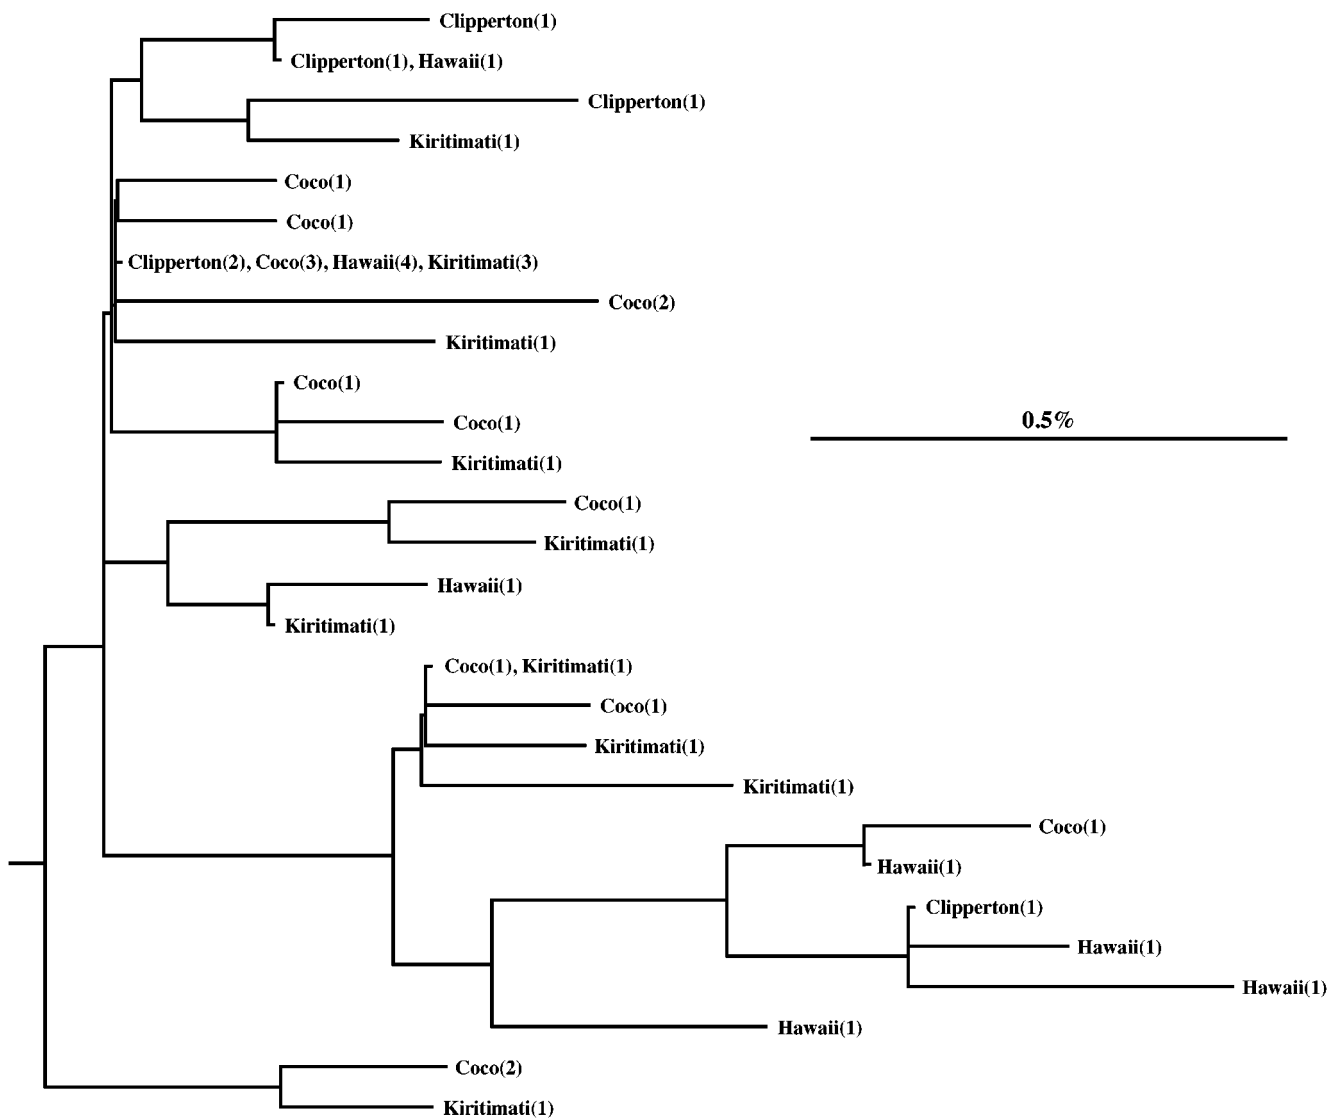 Clipperton(1)
Clipperton(1), Hawaii(1)
Clipperton(1)
Kiritimati(1)
Coco(1)
Coco(1)
Clipperton(2), Coco(3), Hawaii(4), Kiritimati(3)
Coco(2)
Kiritimati(1)
Coco(1)
0.5%
Coco(1)
Kiritimati(1)
Coco(1)
Kiritimati(1)
Hawaii(1)
Kiritimati(1)
Coco(1), Kiritimati(1)
Coco(1)
Kiritimati(1)
Kiritimati(1)
Coco(1)
Hawaii(1)
Clipperton(1)
Hawaii(1)
Hawaii(1)
Hawaii(1)
Coco(2)
Kiritimati(1)